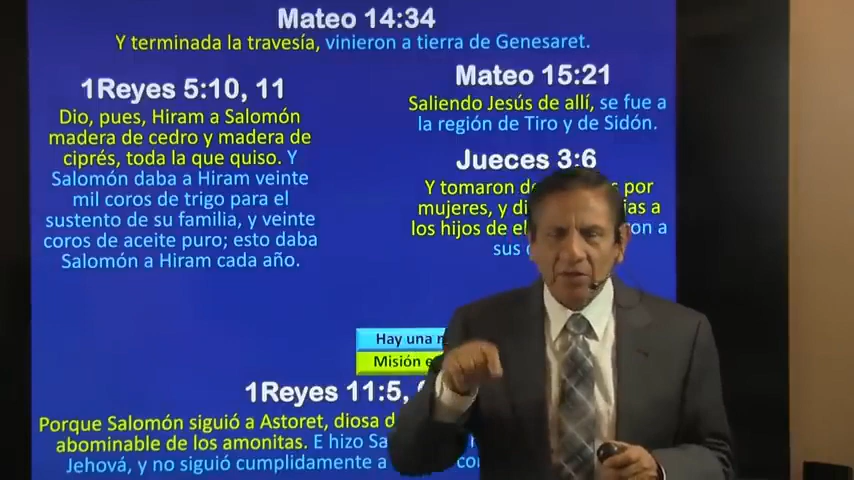 Mateo 14:34
Y terminada la travesía, vinieron a tierra de Genesaret.
1Reyes 5:10, 11
Dio, pues, Hiram a Salomón
madera de cedro y madera de
ciprés, toda la que quiso. Y
Salomón daba a Hiram veinte
mil coros de trigo para el
sustento de su familia, y veinte
coros de aceite puro; esto daba
Salomón a Hiram cada año.
Mateo 15:21
Saliendo Jesús de allí, se fue a
la región de Tiro y de Sidón.
Jueces 3:6
Y tomaron de por
mujeres, y a
los hijos de a
sus
Hay una
Misión
1Reyes 11:5,
Porque Salomón siguió a Astoret, diosa
abominable de los amonitas. E hizo
Jehová, y no siguió cumplidamente a